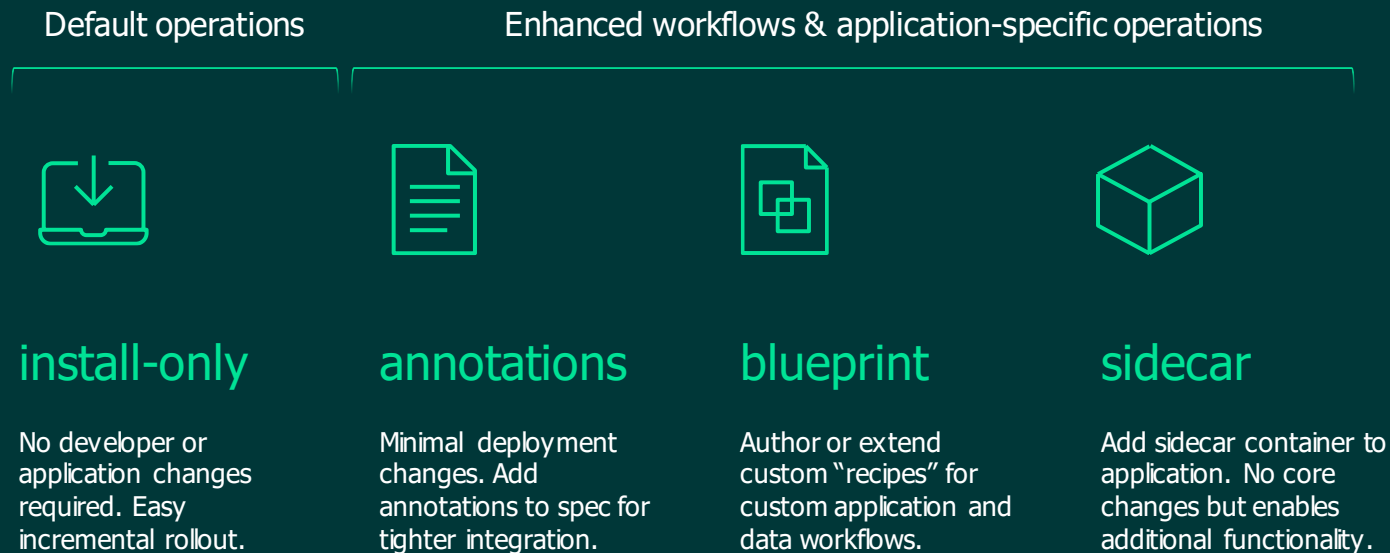 Default operations
Enhanced workflows & application-specific operations
install-only
No developer or
application changes
required. Easy
incremental rollout.
annotations
Minimal deployment
changes. Add
annotations to spec for
tighter integration.
blueprint
Author or extend
custom “recipes” for
custom application and
data workflows.
sidecar
Add sidecar container to
application. No core
changes but enables
additional functionality.